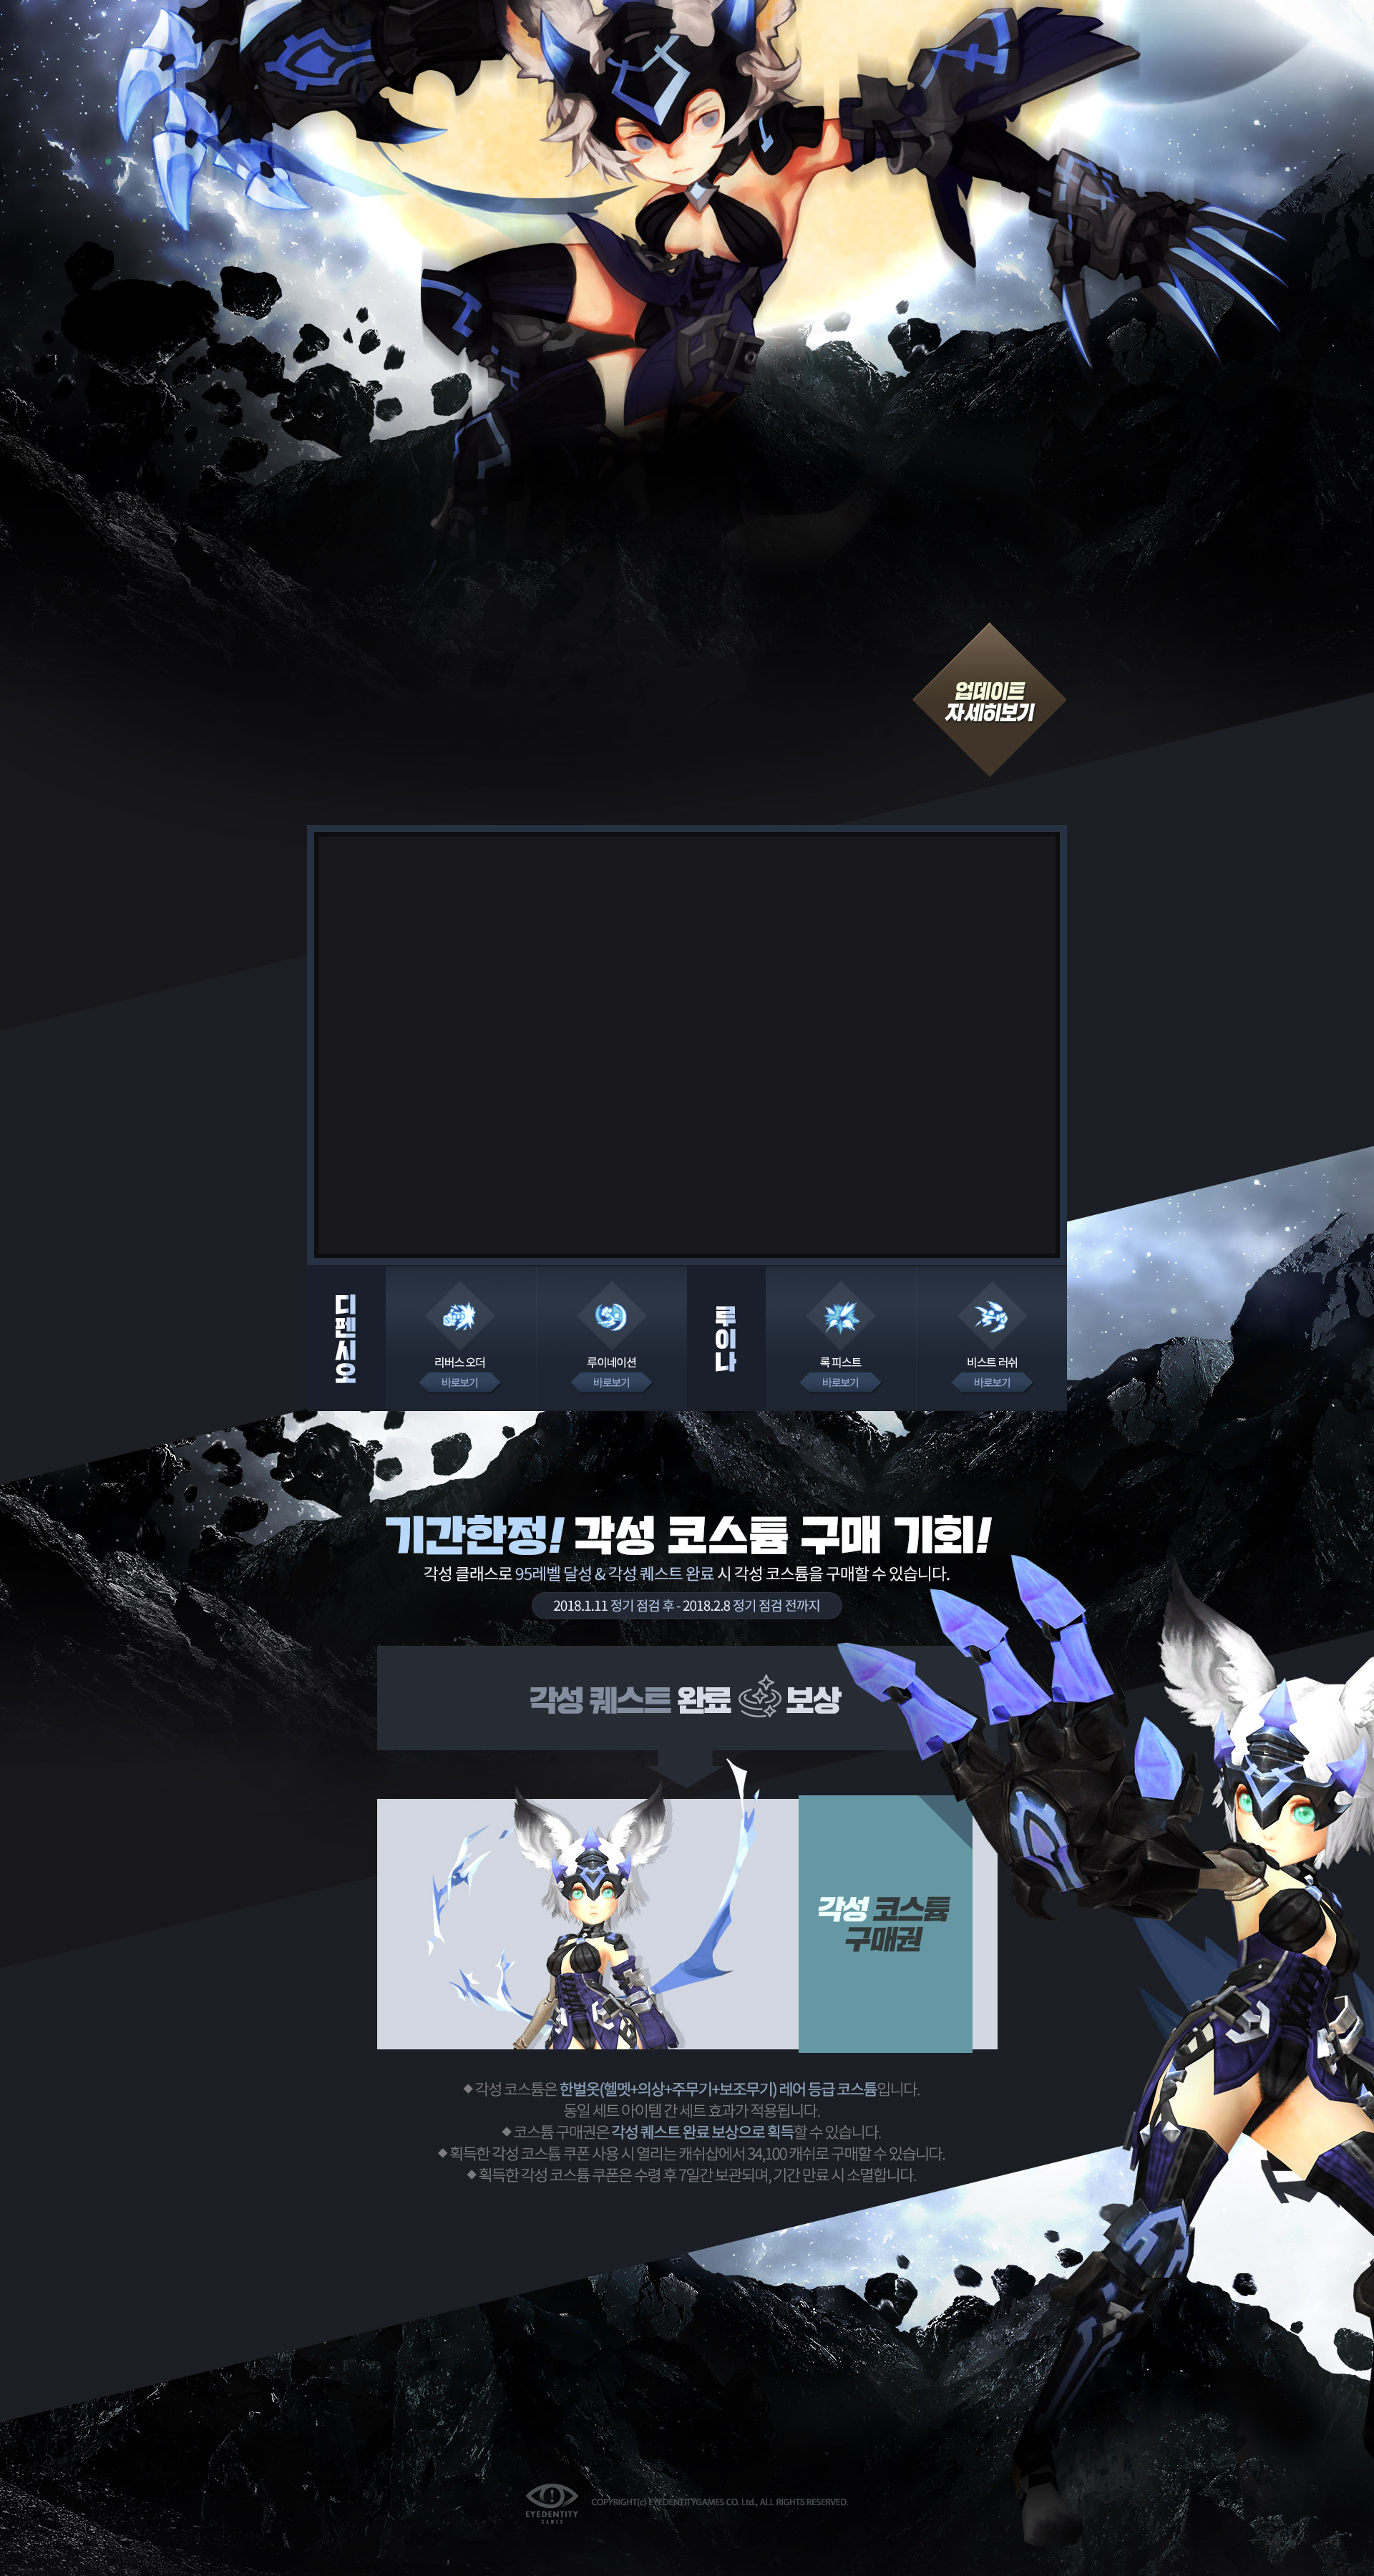 업데이트
자세히보기
디펜시오
리버스 오더
바로보기
루이네이션
바로보기
루이나
록 피스트
바로보기
비스트 러쉬
바로보기
기간한정! 각성 코스튬 구매 기회!
각성 클래스로 95레벨 달성 & 각성 퀘스트 완료 시 각성 코스튬을 구매할 수 있습니다.
2018.1.11 정기 점검 후 - 2018.2.8 정기 점검 전까지
각성 퀘스트 완료 보상
각성 코스튬
구매권
◆ 각성 코스튬은 한벌옷(헬멧+의상+주무기+보조무기) 레어 등급 코스튬입니다.
동일 세트 아이템 간 세트 효과가 적용됩니다.
◆ 코스튬 구매권은 각성 퀘스트 완료 보상으로 획득할 수 있습니다.
◆ 획득한 각성 코스튬 쿠폰 사용 시 열리는 캐쉬샵에서 34,100 캐쉬로 구매할 수 있습니다.
◆ 획득한 각성 코스튬 쿠폰은 수령 후 7일간 보관되며, 기간 만료 시 소멸합니다.
EYEDENTITY
GAMES
COPYRIGHT(c) EYEDENTITYGAMES CO. Ltd., ALL RIGHTS RESERVED.